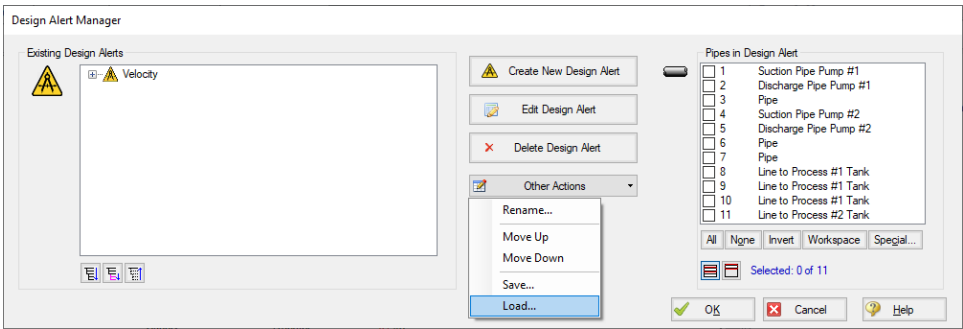 Design Alert Manager
Existing Design Alerts
Velocity
Create New Design Alert
Edit Design Alert
Delete Design Alert
Other Actions
Rename...
Move Up
Move Down
Save...
Load...
Pipes in Design Alert
1 Suction Pipe Pump #1
2 Discharge Pipe Pump #1
3 Pipe
4 Suction Pipe Pump #2
5 Discharge Pipe Pump #2
6 Pipe
7 Pipe
8 Line to Process #1 Tank
9 Line to Process #1 Tank
10 Line to Process #1 Tank
11 Line to Process #2 Tank
All None Invert Workspace Special...
Selected: 0 of 11
OK Cancel Help